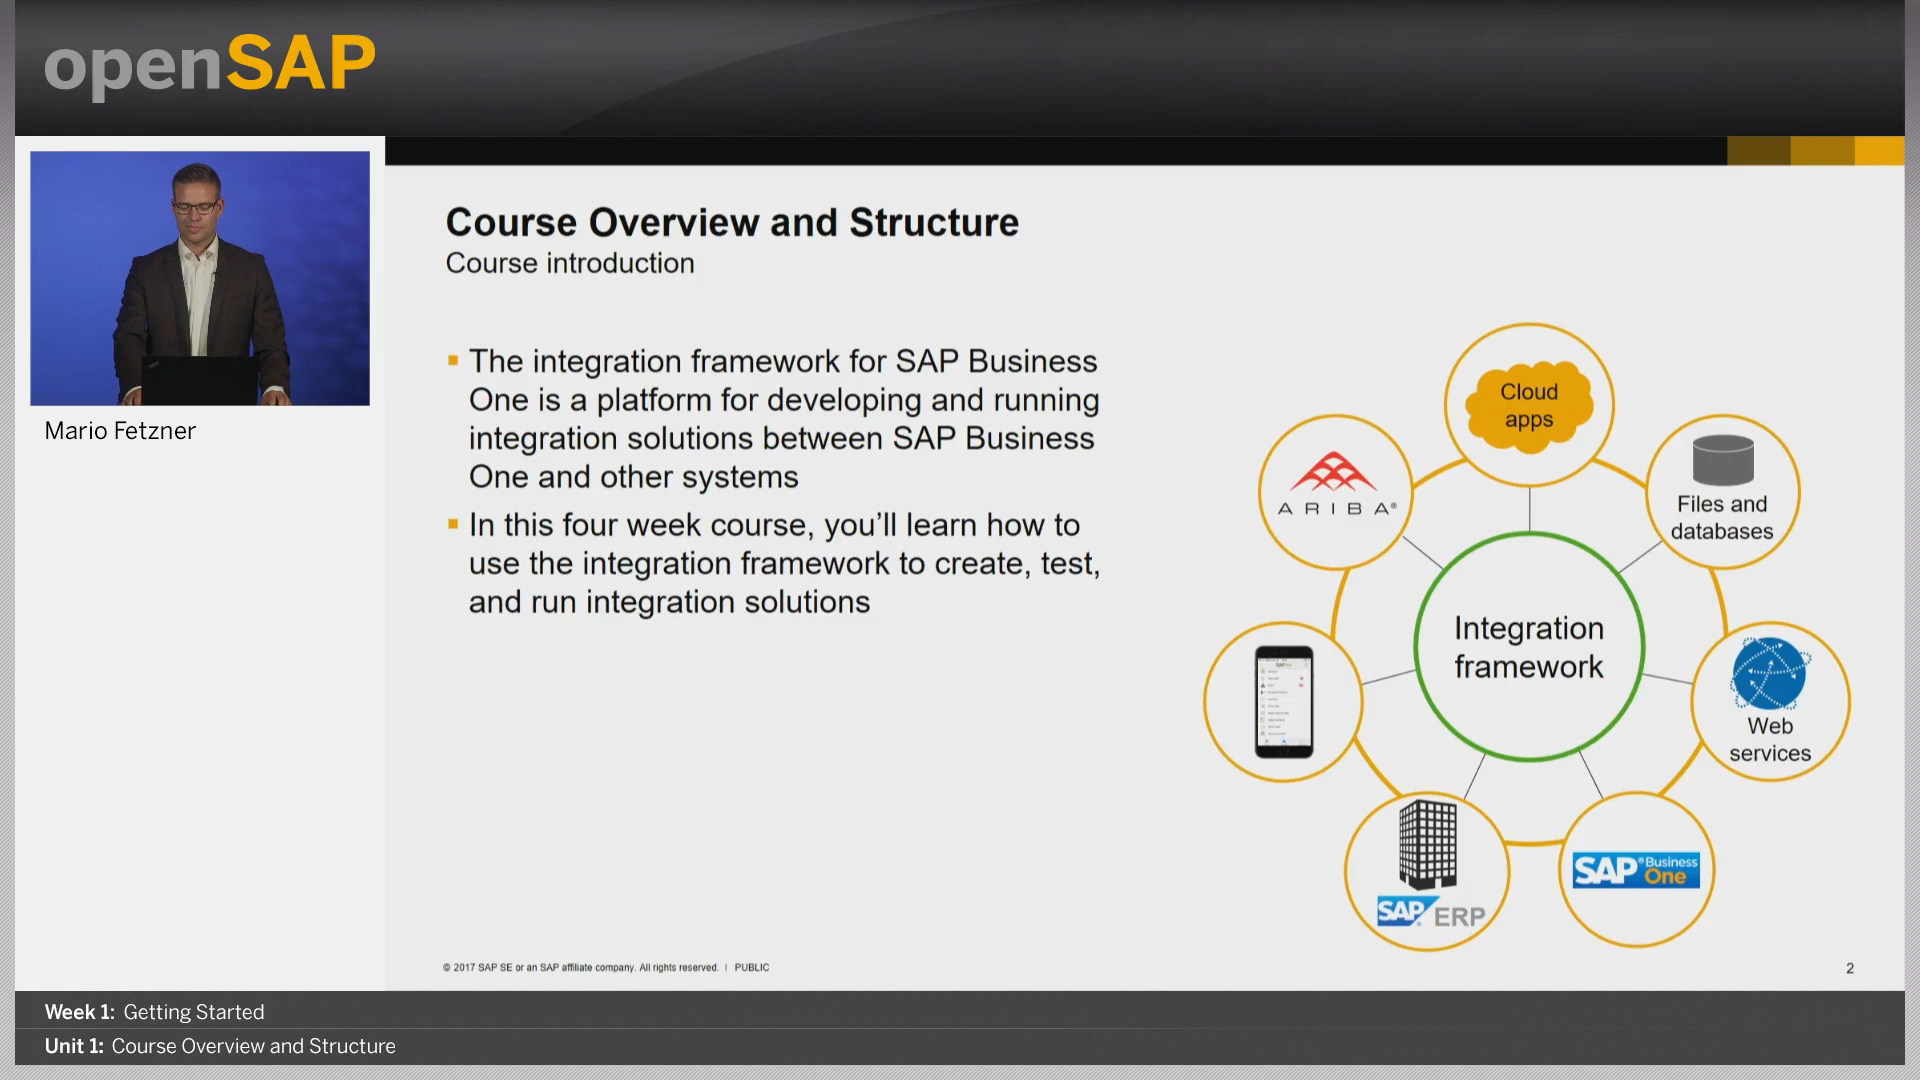 openSAP
Mario Fetzner
Course Overview and Structure
Course introduction
▪ The integration framework for SAP Business
One is a platform for developing and running
integration solutions between SAP Business
One and other systems
▪ In this four week course, you’ll learn how to
use the integration framework to create, test,
and run integration solutions
Cloud
apps
ARIBA®
Files and
databases
Integration
framework
Web
services
SAP ERP
SAP® Business
One
© 2017 SAP SE or an SAP affiliate company. All rights reserved. | PUBLIC
2
Week 1: Getting Started
Unit 1: Course Overview and Structure